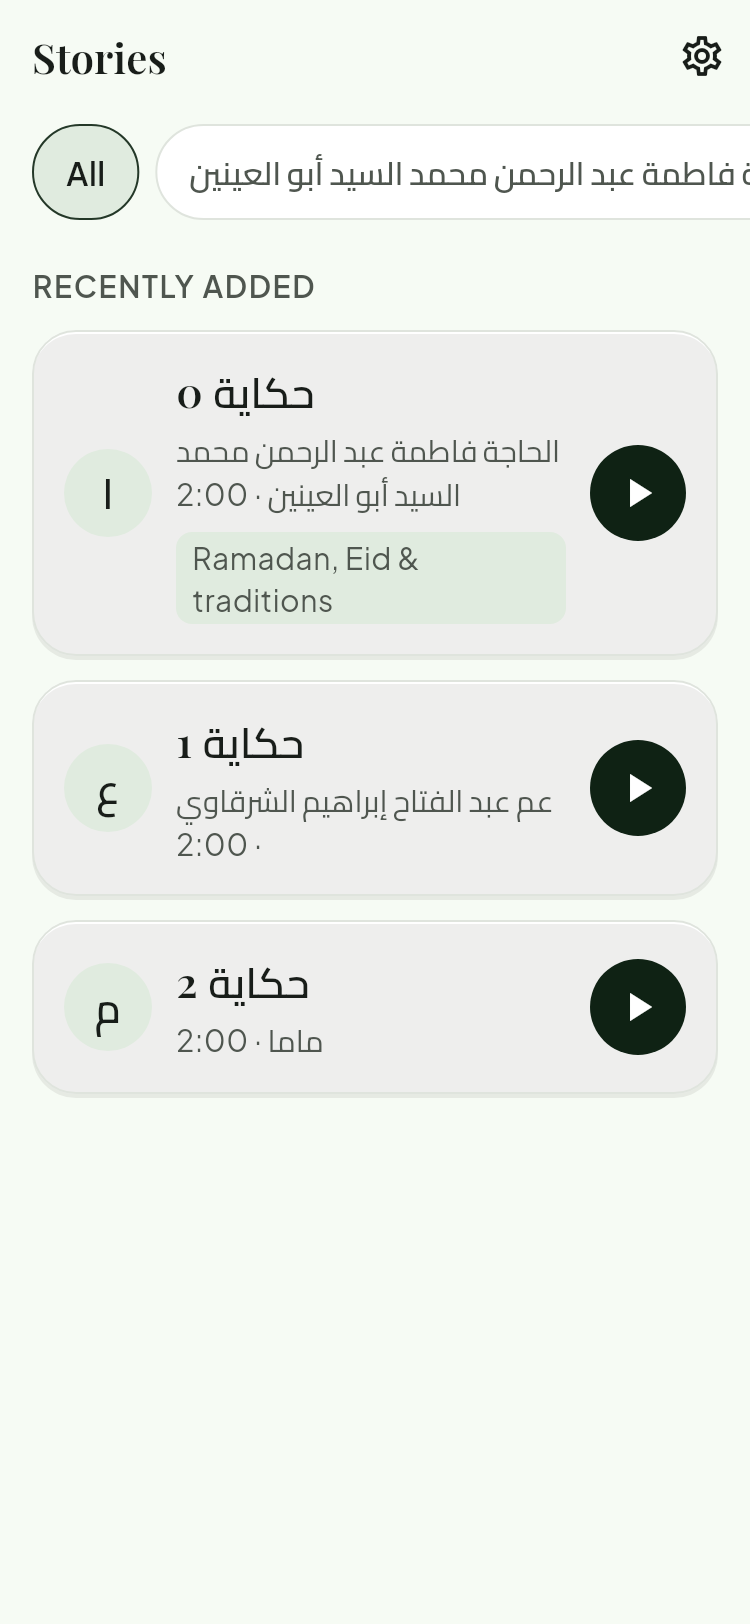 Stories
All
فاطمة عبد الرحمن محمد السيد أبو العينين
RECENTLY ADDED
حكاية 0
ا
الحاجة فاطمة عبد الرحمن محمد
السيد أبو العينين · 2:00
Ramadan, Eid &
traditions
حكاية 1
ع
عم عبد الفتاح إبراهيم الشرقاوي
· 2:00
حكاية 2
م
ماما · 2:00